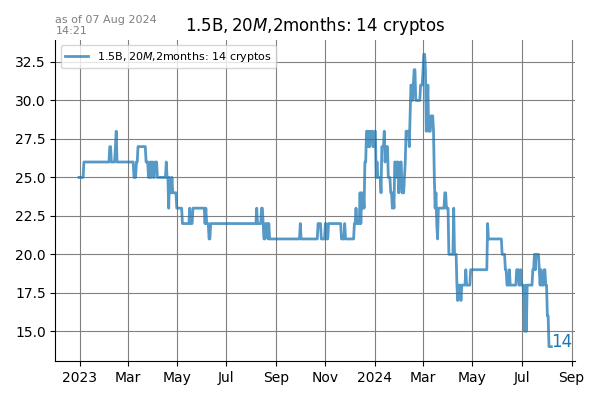 as of 07 Aug 2024
14:21
1.5B, 20M,2months: 14 cryptos
1.5B, 20M,2months: 14 cryptos
32.5
30.0
27.5
25.0
22.5
20.0
17.5
15.0
14
2023 Mar May Jul Sep Nov 2024 Mar May Jul Sep